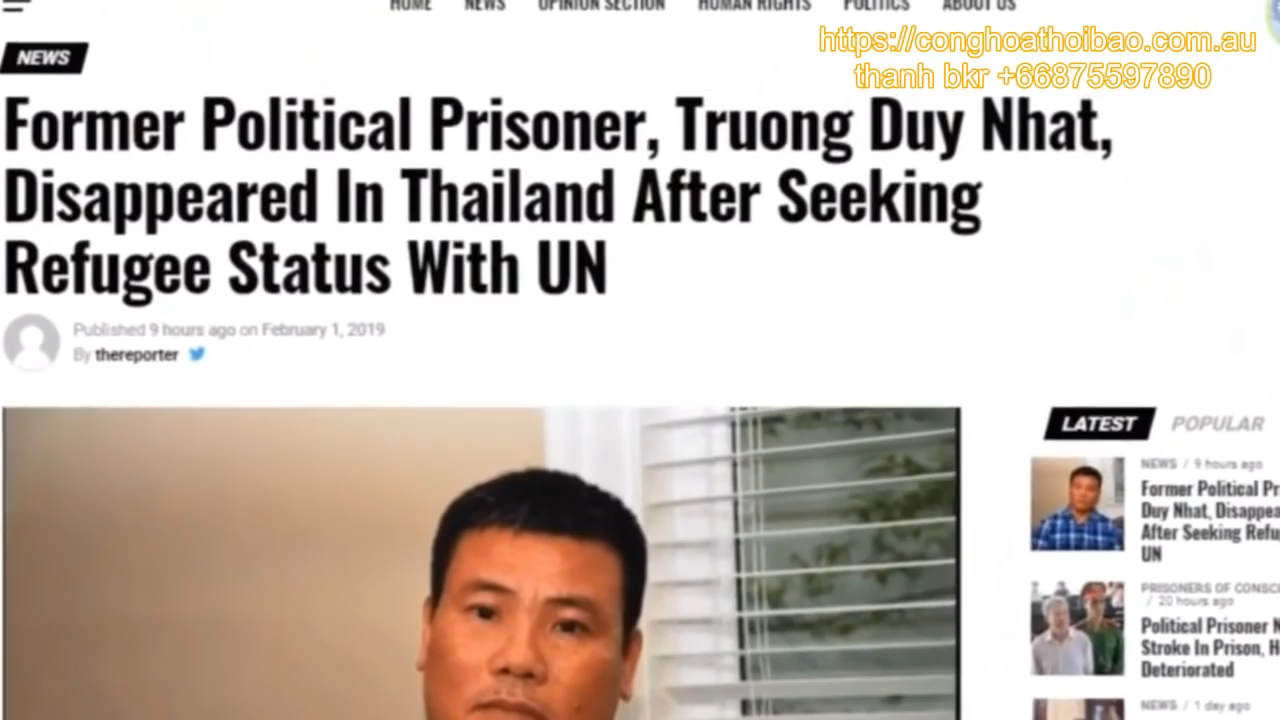 HOME NEWS OPINION SECTION HUMAN RIGHTS POLITICS ABOUT US
https://conghoathoibao.com.au
thanh bkr +66875597890
NEWS
Former Political Prisoner, Truong Duy Nhat,
Disappeared In Thailand After Seeking
Refugee Status With UN
Published 9 hours ago on February 1, 2019
By thereporter
LATEST POPULAR
NEWS / 9 hours ago
Former Political Pr
Duy Nhat, Disappea
After Seeking Refu
UN
PRISONERS OF CONSC
/ 20 hours ago
Political Prisoner N
Stroke In Prison, H
Deteriorated
NEWS / 1 day ago